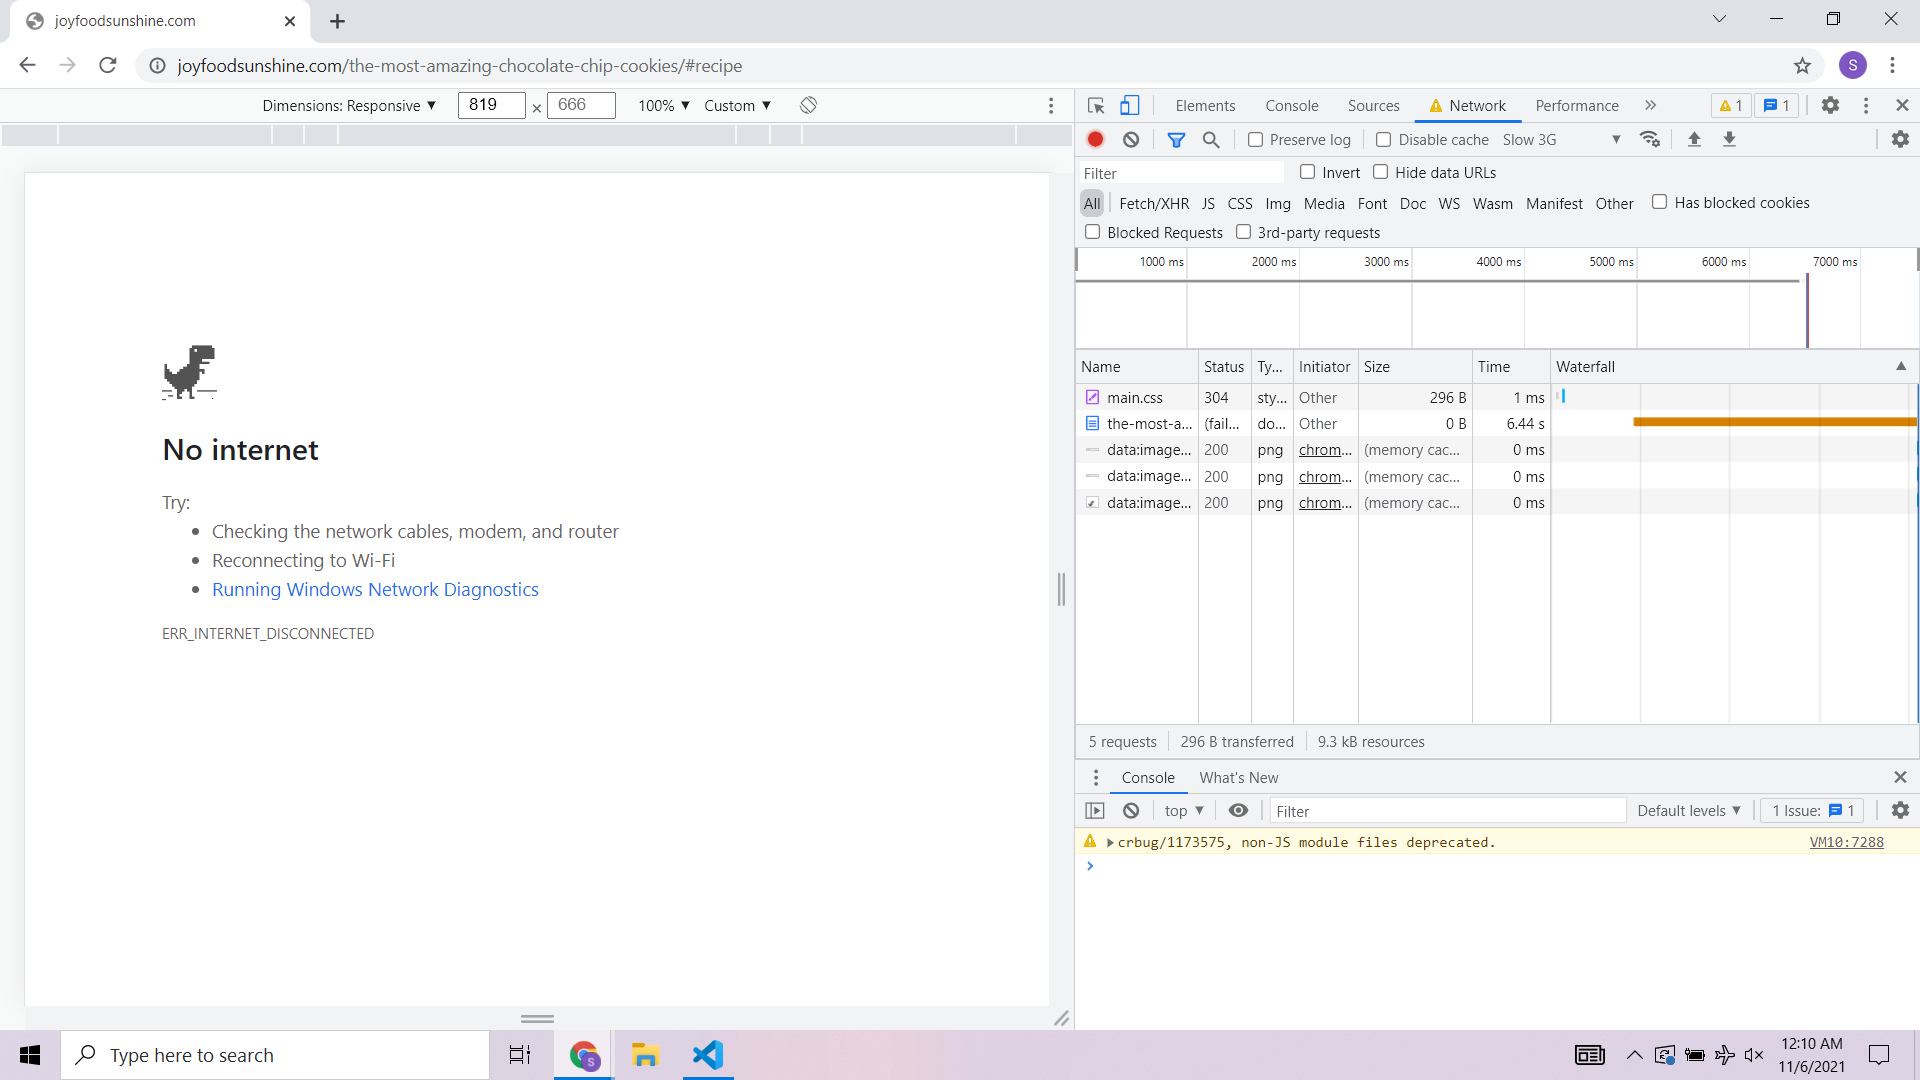 joyfoodsunshine.com
joyfoodsunshine.com/the-most-amazing-chocolate-chip-cookies/#recipe
S
Dimensions: Responsive ▼ 819 × 666 100% ▼ Custom ▼
Elements Console Sources Network Performance » 1 1
Preserve log Disable cache Slow 3G ▼
Filter Invert Hide data URLs
All Fetch/XHR JS CSS Img Media Font Doc WS Wasm Manifest Other Has blocked cookies
Blocked Requests 3rd-party requests
1000 ms 2000 ms 3000 ms 4000 ms 5000 ms 6000 ms 7000 ms
Name Status Ty... Initiator Size Time Waterfall ▲
main.css 304 sty... Other 296 B 1 ms
the-most-a... (fail... do... Other 0 B 6.44 s
data:image... 200 png chrom... (memory cac... 0 ms
data:image... 200 png chrom... (memory cac... 0 ms
data:image... 200 png chrom... (memory cac... 0 ms
5 requests 296 B transferred 9.3 kB resources
Console What's New
top ▼ Filter Default levels ▼ 1 Issue: 1
crbug/1173575, non-JS module files deprecated. VM10:7288
No internet
Try:
• Checking the network cables, modem, and router
• Reconnecting to Wi-Fi
• Running Windows Network Diagnostics
ERR_INTERNET_DISCONNECTED
Type here to search
S
12:10 AM
11/6/2021